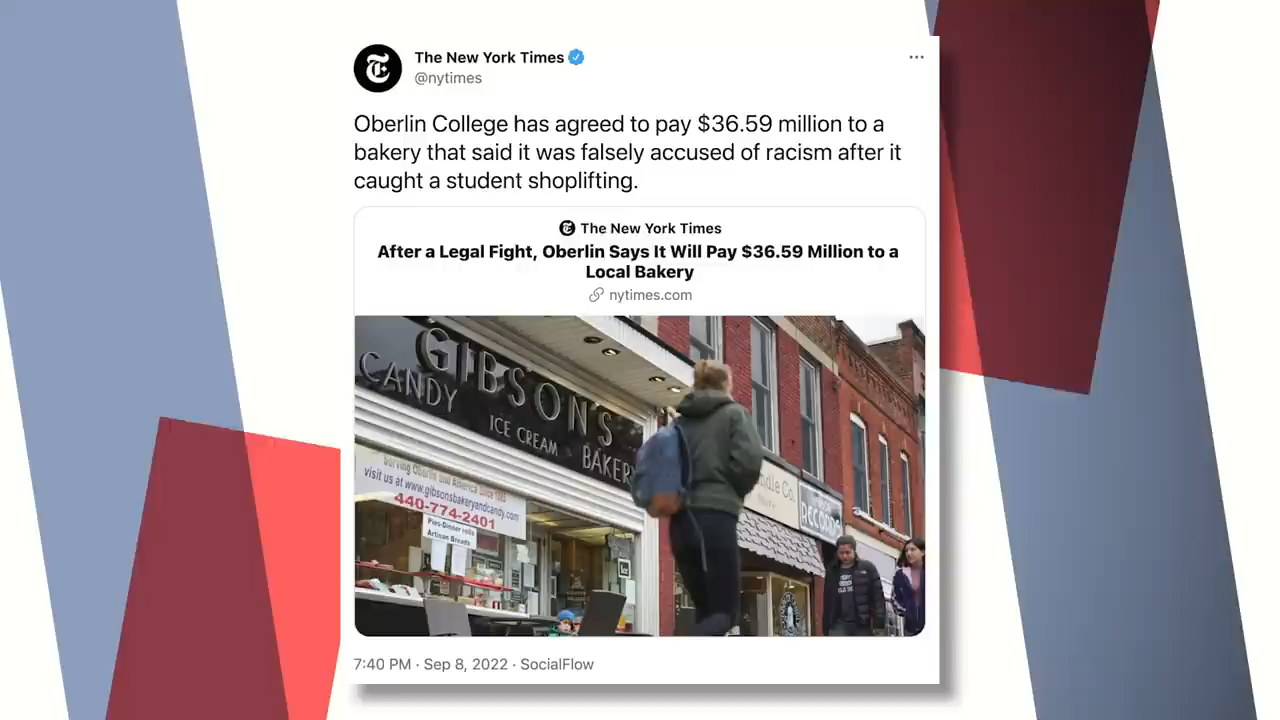 The New York Times
@nytimes
Oberlin College has agreed to pay $36.59 million to a
bakery that said it was falsely accused of racism after it
caught a student shoplifting.
The New York Times
After a Legal Fight, Oberlin Says It Will Pay $36.59 Million to a
Local Bakery
nytimes.com
GIBSON'S
CANDY
ICE CREAM
BAKERY
Serving Oberlin and America Since 1885
visit us at www.gibsonsbakeryandcandy.com
440-774-2401
Pies-Dinner rolls
Artisan Breads
ndle Co.
RECORDS
7:40 PM · Sep 8, 2022 · SocialFlow